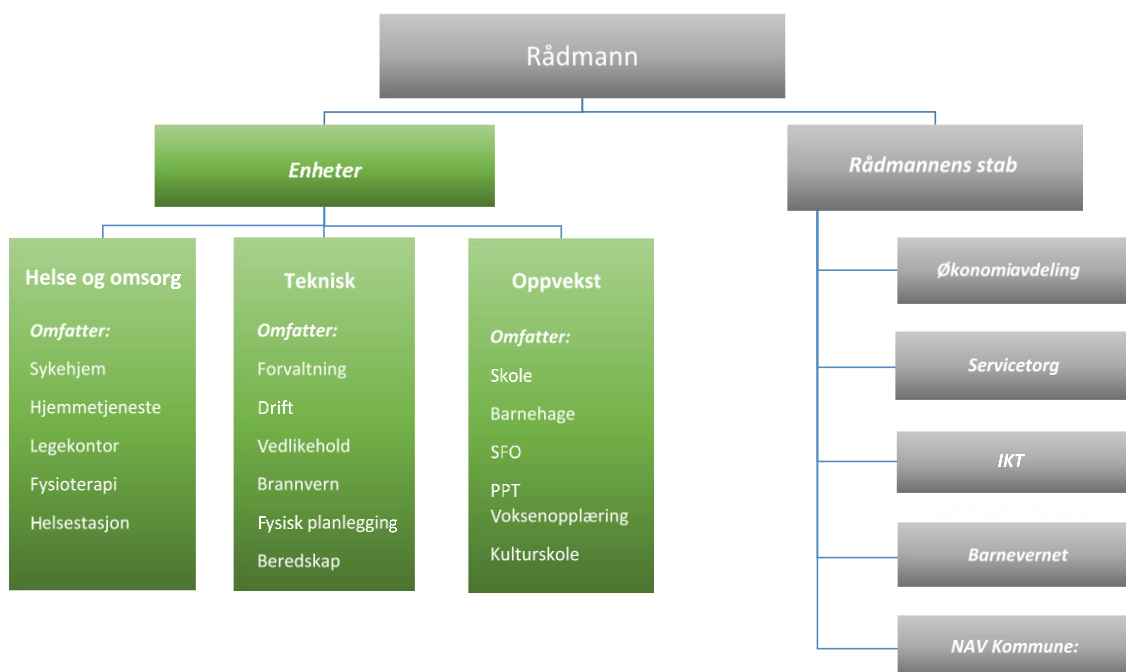 Rådmann
Enheter
Rådmannens stab
Helse og omsorg
Omfatter:
Sykehjem
Hjemmetjeneste
Legekontor
Fysioterapi
Helsestasjon
Teknisk
Omfatter:
Forvaltning
Drift
Vedlikehold
Brannvern
Fysisk planlegging
Beredskap
Oppvekst
Omfatter:
Skole
Barnehage
SFO
PPT
Voksenopplæring
Kulturskole
Økonomiavdeling
Servicetorg
IKT
Barnevernet
NAV Kommune: